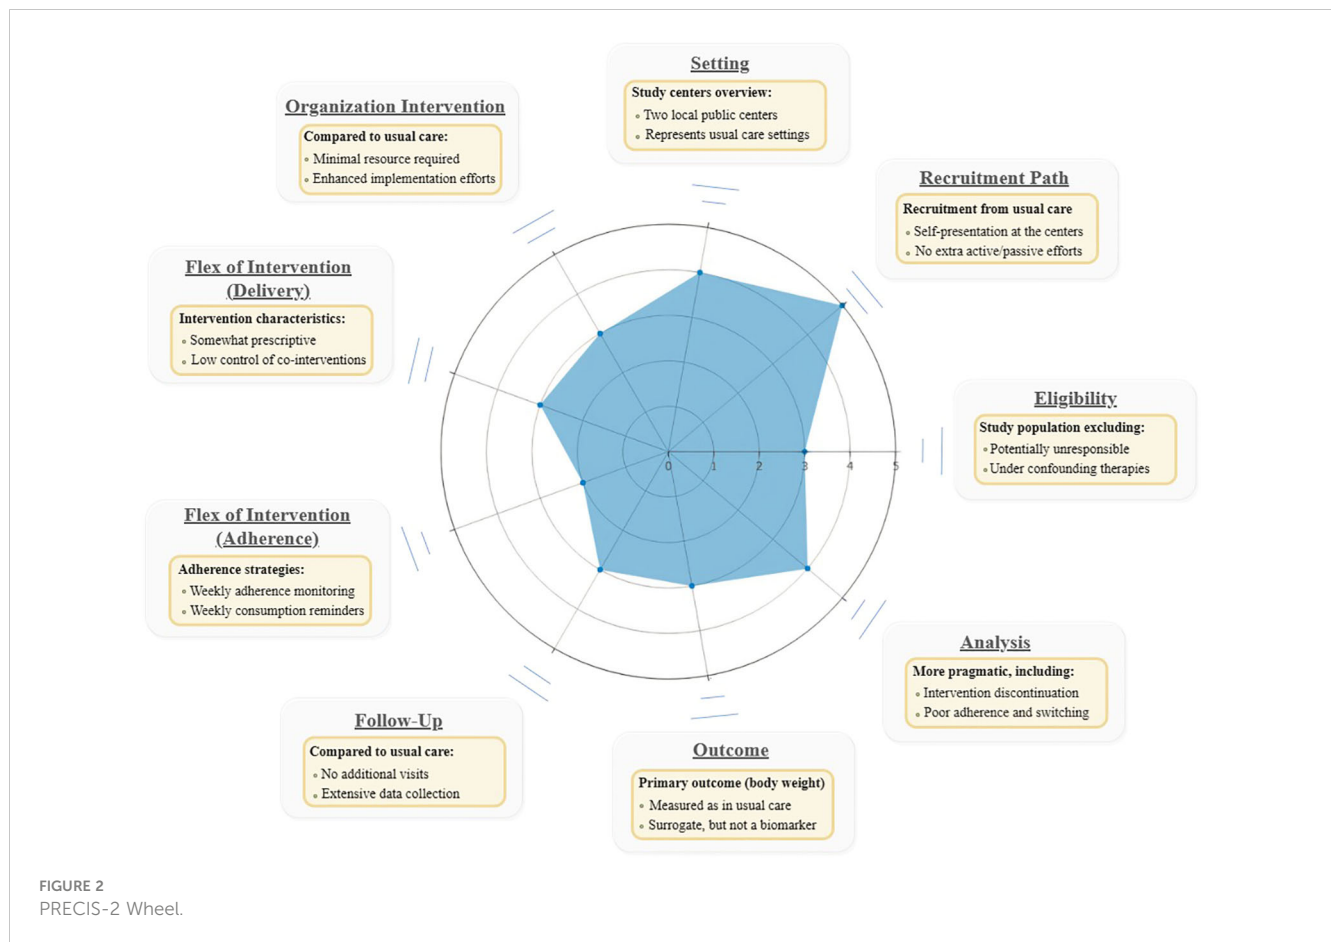 Setting
Study centers overview:
Two local public centers
Represents usual care settings
Organization Intervention
Compared to usual care:
Minimal resource required
Enhanced implementation efforts
Recruitment Path
Recruitment from usual care
Self-presentation at the centers
No extra active/passive efforts
Flex of Intervention
(Delivery)
Intervention characteristics:
Somewhat prescriptive
Low control of co-interventions
Eligibility
Study population excluding:
Potentially unresponsible
Under confounding therapies
0 1 2 3 4 5
Flex of Intervention
(Adherence)
Adherence strategies:
Weekly adherence monitoring
Weekly consumption reminders
Analysis
More pragmatic, including:
Intervention discontinuation
Poor adherence and switching
Follow-Up
Compared to usual care:
No additional visits
Extensive data collection
Outcome
Primary outcome (body weight)
Measured as in usual care
Surrogate, but not a biomarker
FIGURE 2
PRECIS-2 Wheel.